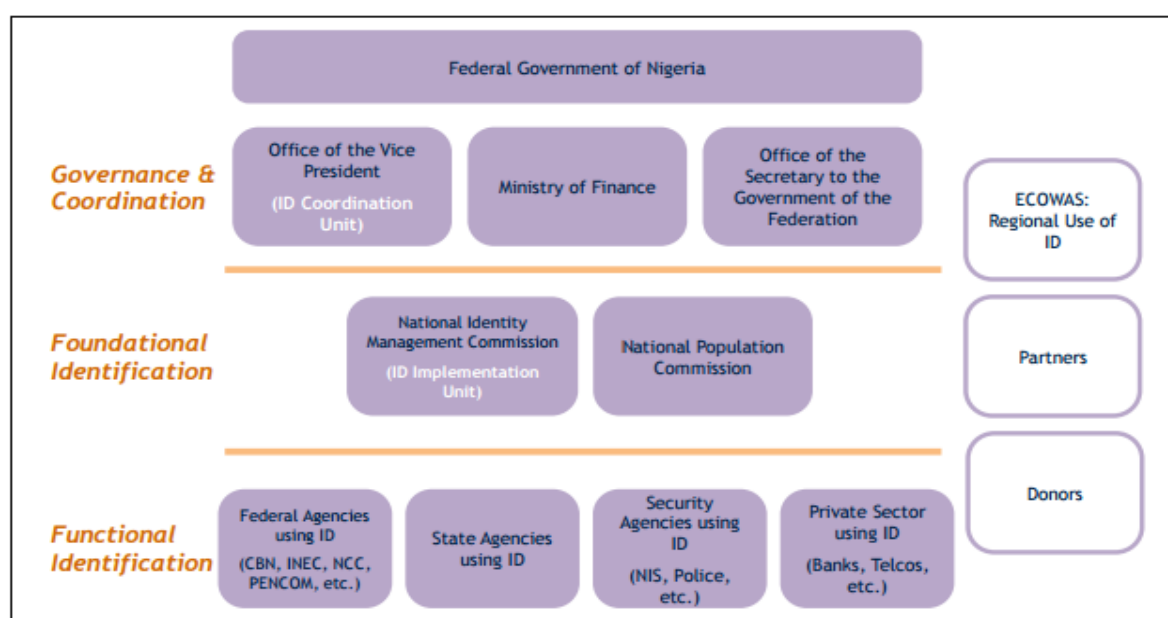 Federal Government of Nigeria
Governance &
Coordination
Office of the Vice
President
(ID Coordination
Unit)
Ministry of Finance
Office of the
Secretary to the
Government of the
Federation
ECOWAS:
Regional Use of
ID
Foundational
Identification
National Identity
Management Commission
(ID Implementation
Unit)
National Population
Commission
Partners
Functional
Identification
Federal Agencies
using ID
(CBN, INEC, NCC,
PENCOM, etc.)
State Agencies
using ID
Security
Agencies using
ID
(NIS, Police,
etc.)
Private Sector
using ID
(Banks, Telcos,
etc.)
Donors